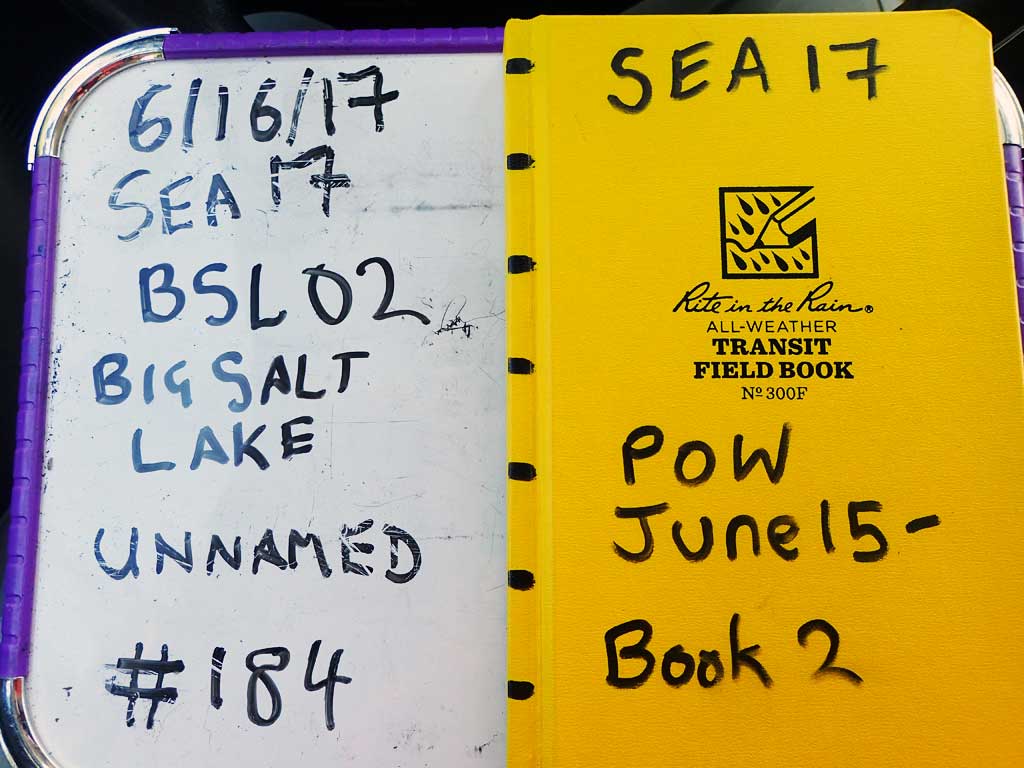 6/16/17
SEA 17
BSL02
BIG SALT
LAKE
UNNAMED
#184
SEA 17
Rite in the Rain®
ALL-WEATHER
TRANSIT
FIELD BOOK
Nº 300F
POW
June 15-
Book 2